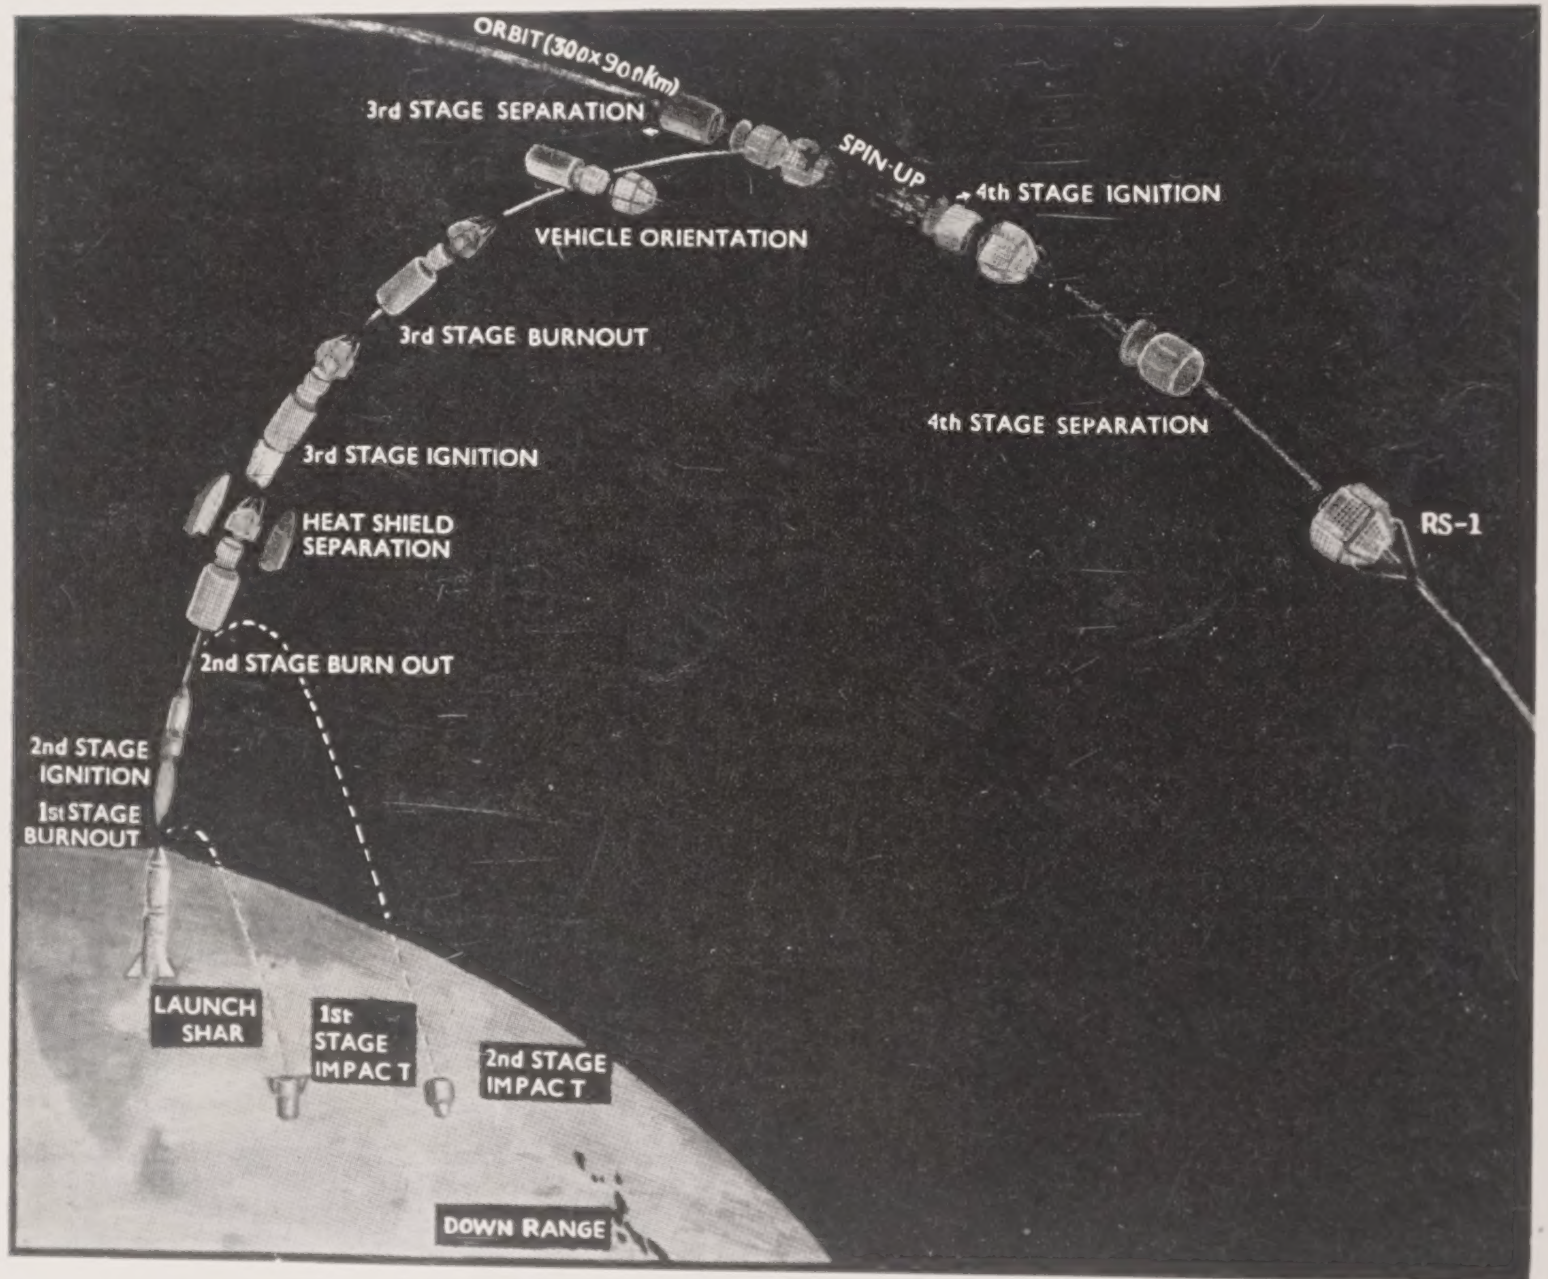 ORBIT (300x900km)
3rd STAGE SEPARATION
SPIN-UP
4th STAGE IGNITION
VEHICLE ORIENTATION
3rd STAGE BURNOUT
4th STAGE SEPARATION
3rd STAGE IGNITION
HEAT SHIELD
SEPARATION
RS-1
2nd STAGE BURN OUT
2nd STAGE
IGNITION
1st STAGE
BURNOUT
LAUNCH
SHAR
1st
STAGE
IMPACT
2nd STAGE
IMPACT
DOWN RANGE